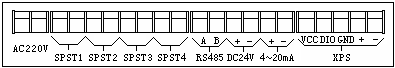 A B + - + - VCC DIO GND + -
AC220V SPST1 SPST2 SPST3 SPST4 RS485 DC24V 4~20mA XPS